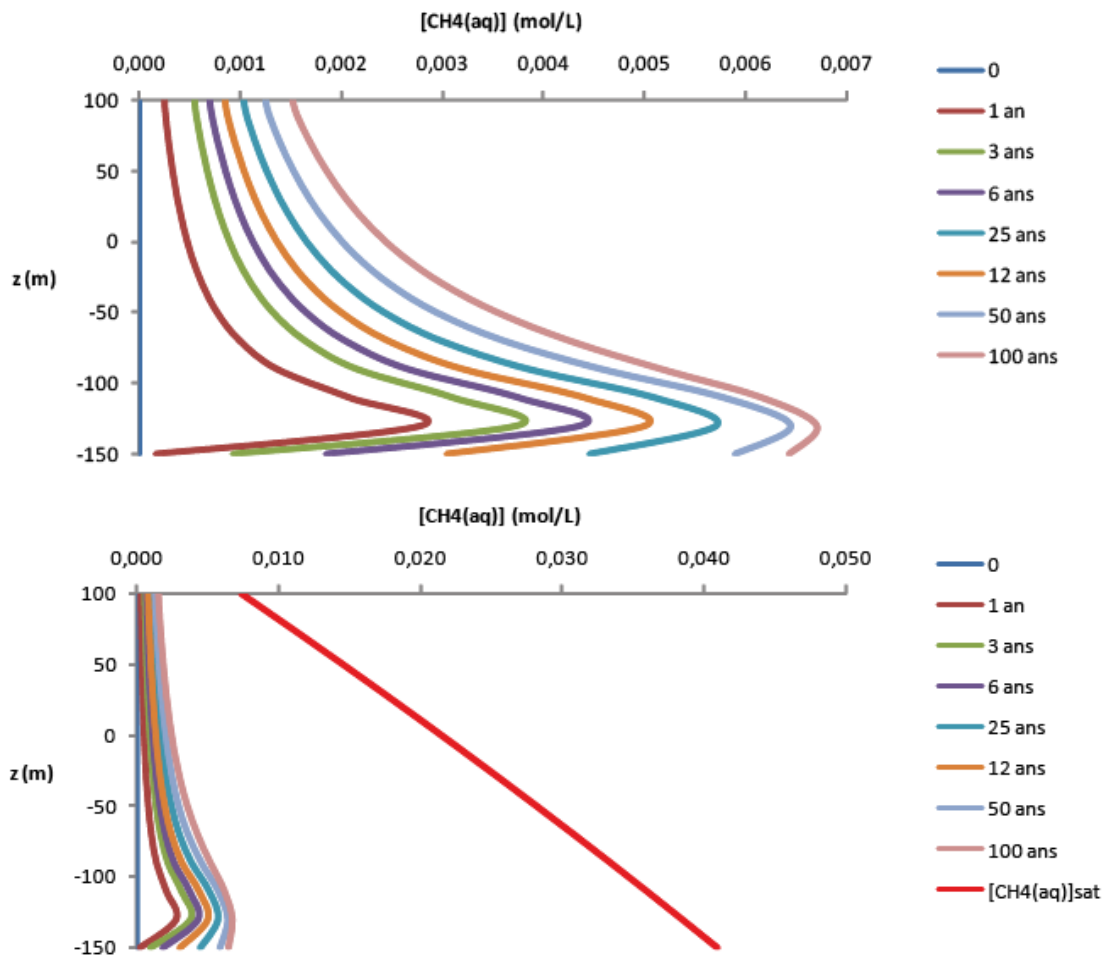 [CH4(aq)] (mol/L)
0,000 0,001 0,002 0,003 0,004 0,005 0,006 0,007
100
50
0
-50
-100
-150
z (m)
0
1 an
3 ans
6 ans
25 ans
12 ans
50 ans
100 ans
[CH4(aq)] (mol/L)
0,000 0,010 0,020 0,030 0,040 0,050
100
50
0
-50
-100
-150
z (m)
0
1 an
3 ans
6 ans
25 ans
12 ans
50 ans
100 ans
[CH4(aq)]sat